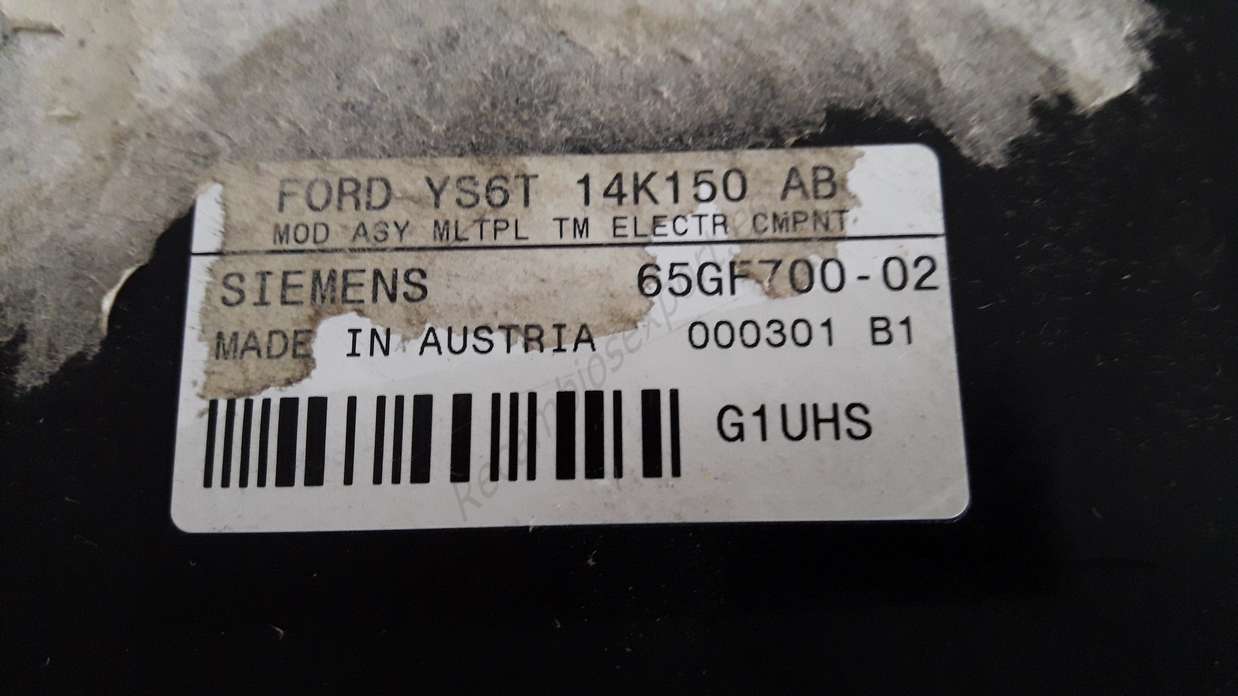 FORD YS6T 14K150 AB
MOD ASY MLTPL TM ELECTR CMPNT
SIEMENS 65GF700-02
MADE IN AUSTRIA 000301 B1
G1UHS